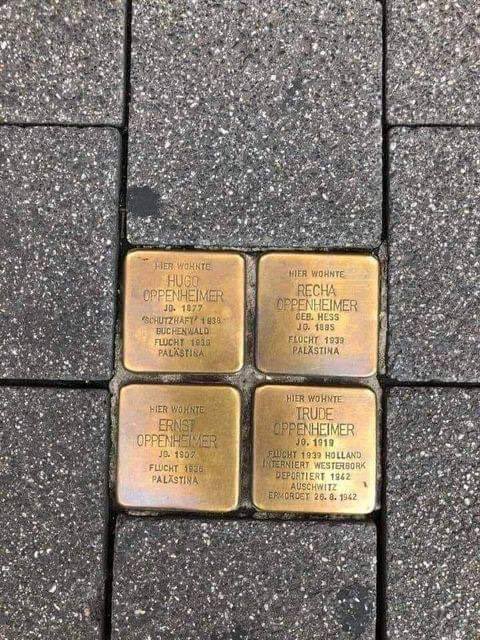 HIER WOHNTE
HUGO
OPPENHEIMER
JG. 1877
"SCHUTZHAFT" 1938
BUCHENWALD
FLUCHT 1939
PALÄSTINA
HIER WOHNTE
RECHA
OPPENHEIMER
GEB. HESS
JG. 1885
FLUCHT 1939
PALÄSTINA
HIER WOHNTE
ERNST
OPPENHEIMER
JG. 1907
FLUCHT 1936
PALÄSTINA
HIER WOHNTE
TRUDE
OPPENHEIMER
JG. 1919
FLUCHT 1939 HOLLAND
INTERNIERT WESTERBORK
DEPORTIERT 1942
AUSCHWITZ
ERMORDET 26.8.1942